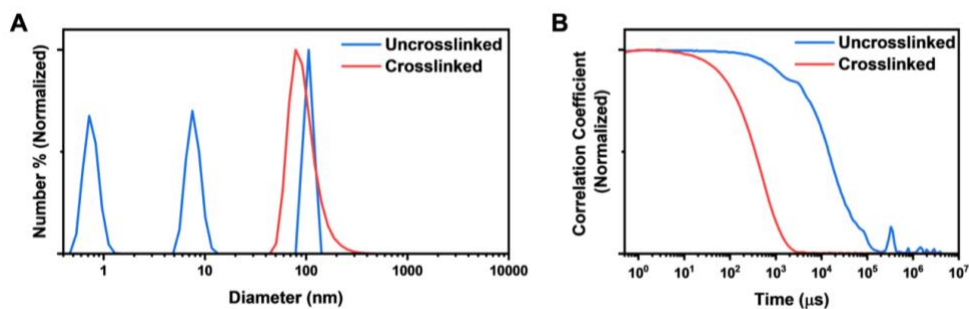 A
Number % (Normalized)
Uncrosslinked
Crosslinked
1
10
100
1000
10000
Diameter (nm)
B
Correlation Coefficient
(Normalized)
Uncrosslinked
Crosslinked
10⁰
10¹
10²
10³
10⁴
10⁵
10⁶
10⁷
Time (μs)